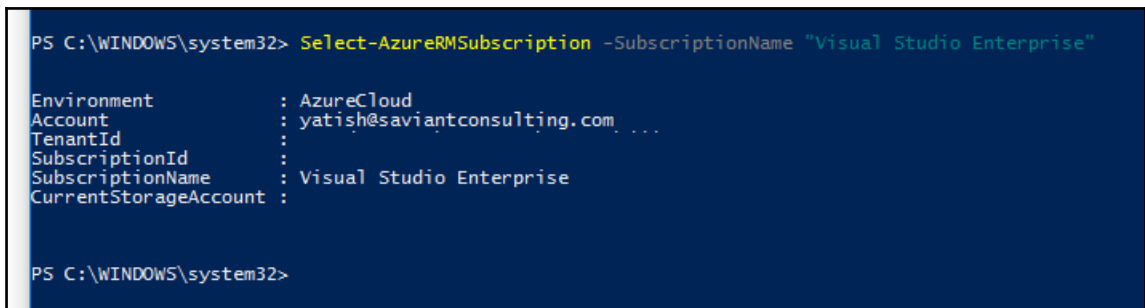 PS C:\WINDOWS\system32> Select-AzureRMSubscription -SubscriptionName "Visual Studio Enterprise"
Environment : AzureCloud
Account : yatish@saviantconsulting.com
TenantId :
SubscriptionId :
SubscriptionName : Visual Studio Enterprise
CurrentStorageAccount :
PS C:\WINDOWS\system32>